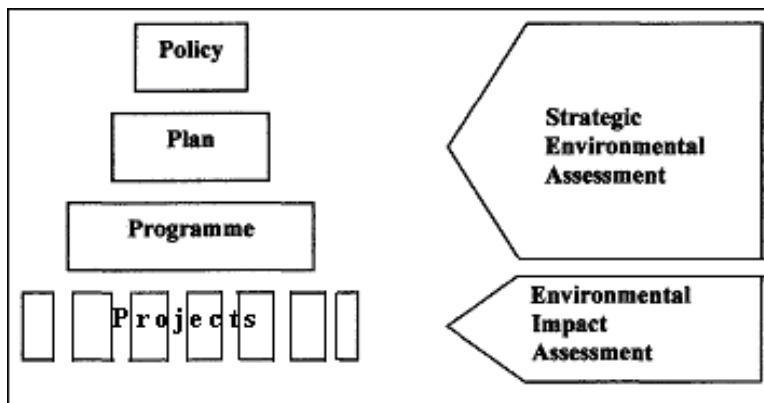 Policy
Plan
Programme
Projects
Strategic
Environmental
Assessment
Environmental
Impact
Assessment